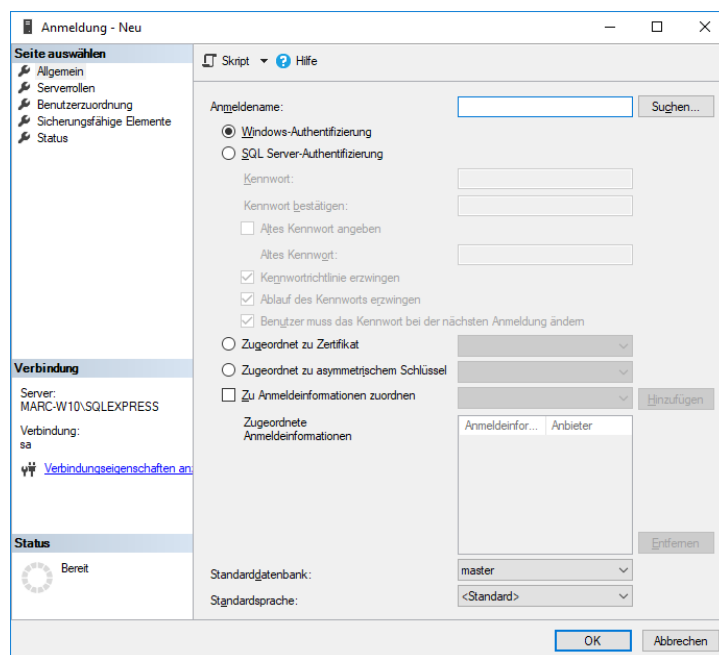 Anmeldung - Neu
Seite auswählen
Allgemein
Serverrollen
Benutzerzuordnung
Sicherungsfähige Elemente
Status
Skript
Hilfe
Anmeldename:
Suchen...
Windows-Authentifizierung
SQL Server-Authentifizierung
Kennwort:
Kennwort bestätigen:
Altes Kennwort angeben
Altes Kennwort:
Kennwortrichtlinie erzwingen
Ablauf des Kennworts erzwingen
Benutzer muss das Kennwort bei der nächsten Anmeldung ändern
Zugeordnet zu Zertifikat
Zugeordnet zu asymmetrischem Schlüssel
Zu Anmeldeinformationen zuordnen
Hinzufügen
Zugeordnete
Anmeldeinformationen
Anmeldeinfor... Anbieter
Entfernen
Standarddatenbank: master
Standardsprache: <Standard>
Verbindung
Server:
MARC-W10\SQLEXPRESS
Verbindung:
sa
Verbindungseigenschaften an
Status
Bereit
OK
Abbrechen